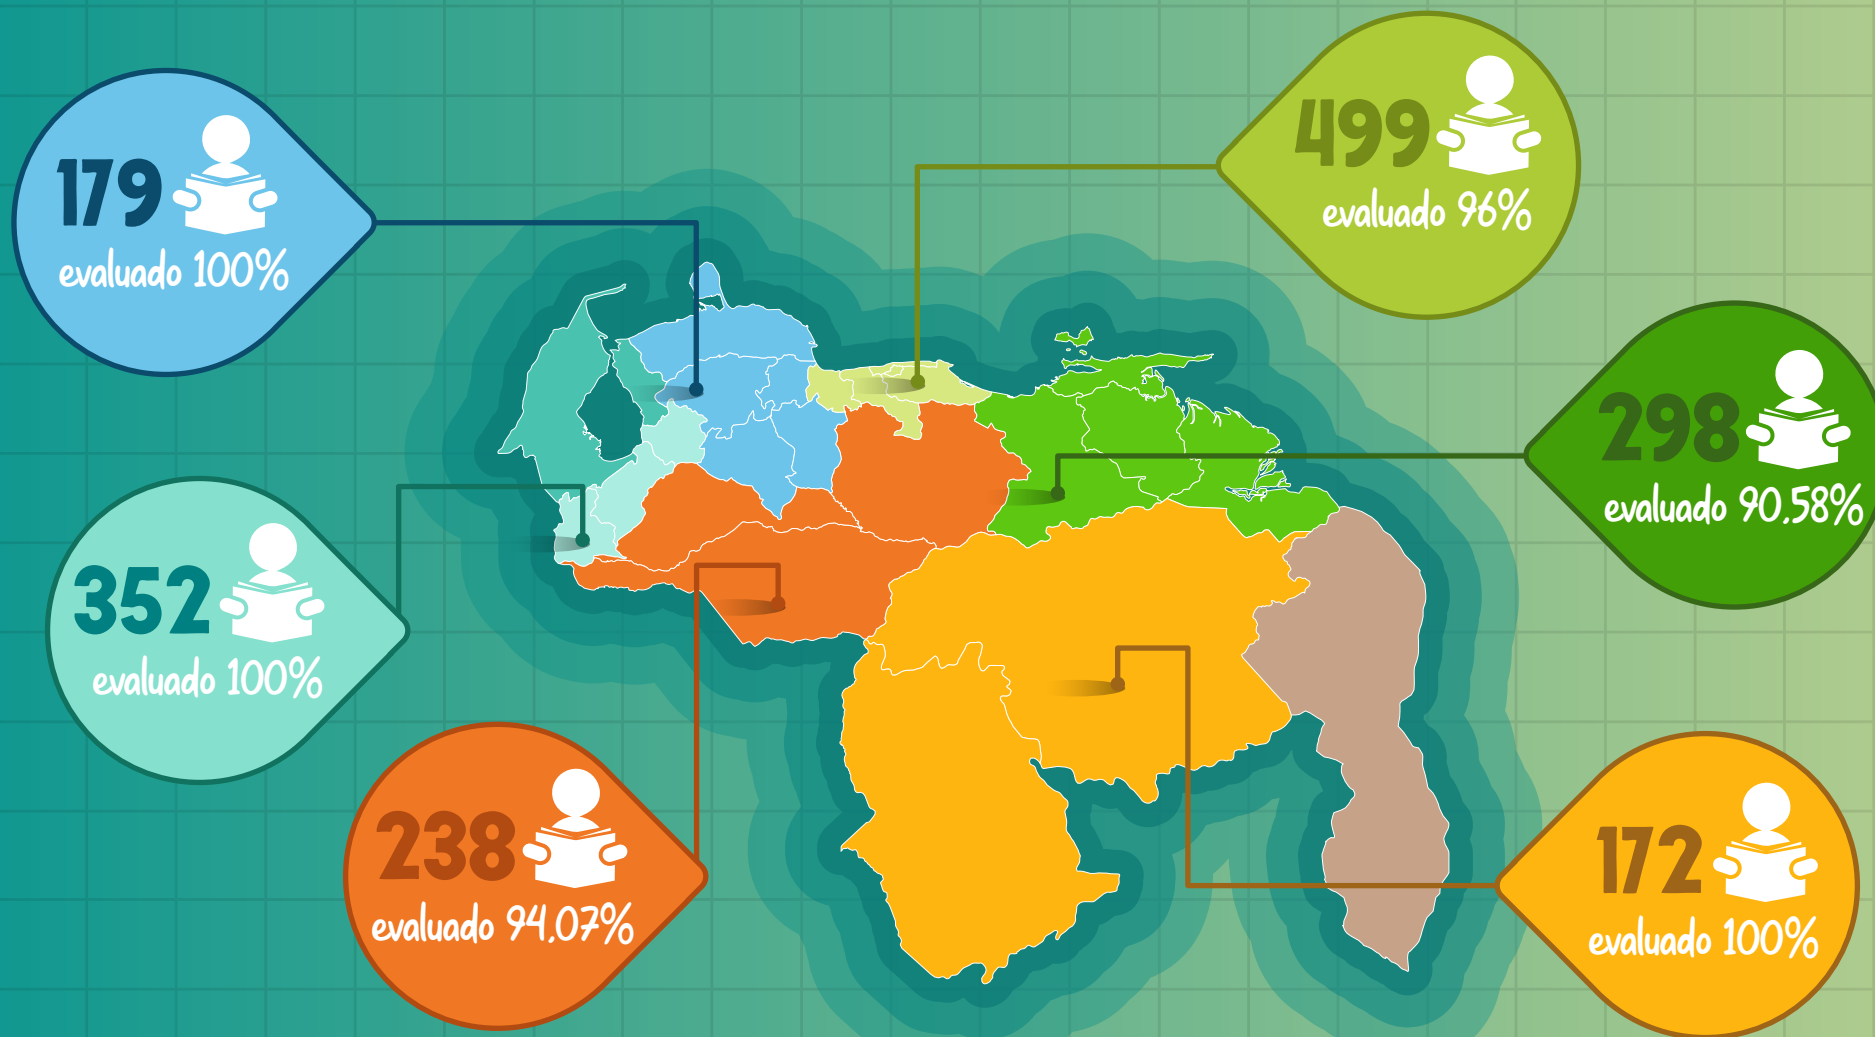 179
evaluado 100%
499
evaluado 96%
298
evaluado 90,58%
352
evaluado 100%
238
evaluado 94,07%
172
evaluado 100%